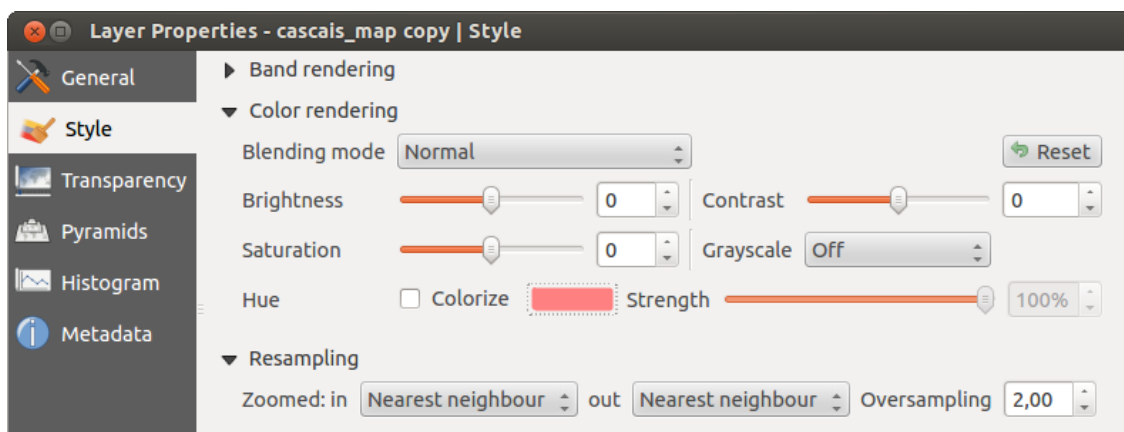 Layer Properties - cascais_map copy | Style
General
Style
Transparency
Pyramids
Histogram
Metadata
Band rendering
Color rendering
Blending mode Normal Reset
Brightness 0 Contrast 0
Saturation 0 Grayscale Off
Hue Colorize Strength 100%
Resampling
Zoomed: in Nearest neighbour out Nearest neighbour Oversampling 2,00